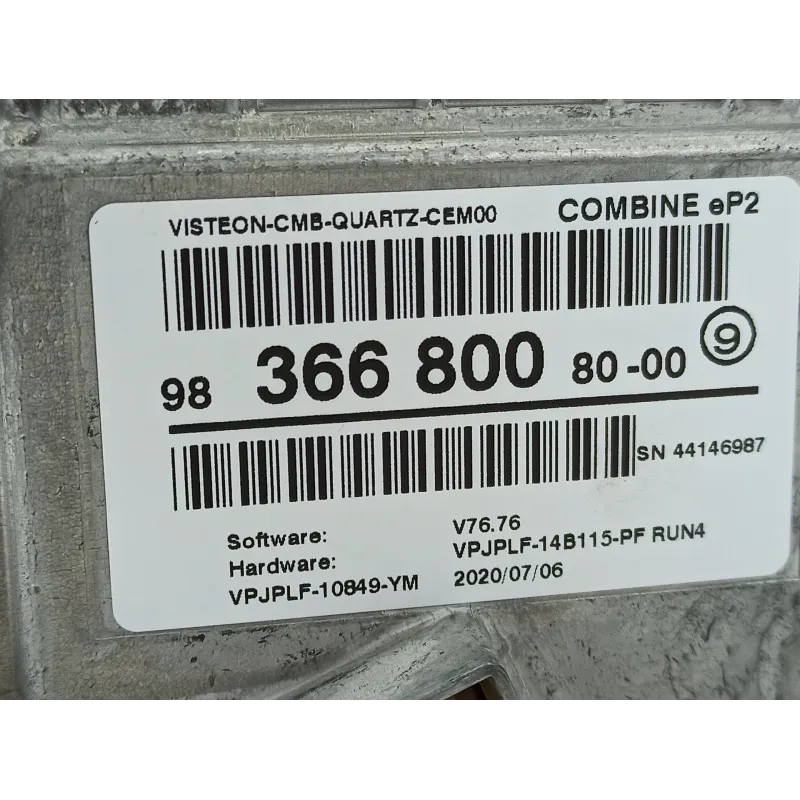 VISTEON-CMB-QUARTZ-CEM00 COMBINE eP2
98 366 800 80-00 9
SN 44146987
Software: V76.76
Hardware: VPJPLF-14B115-PF RUN4
VPJPLF-10849-YM 2020/07/06